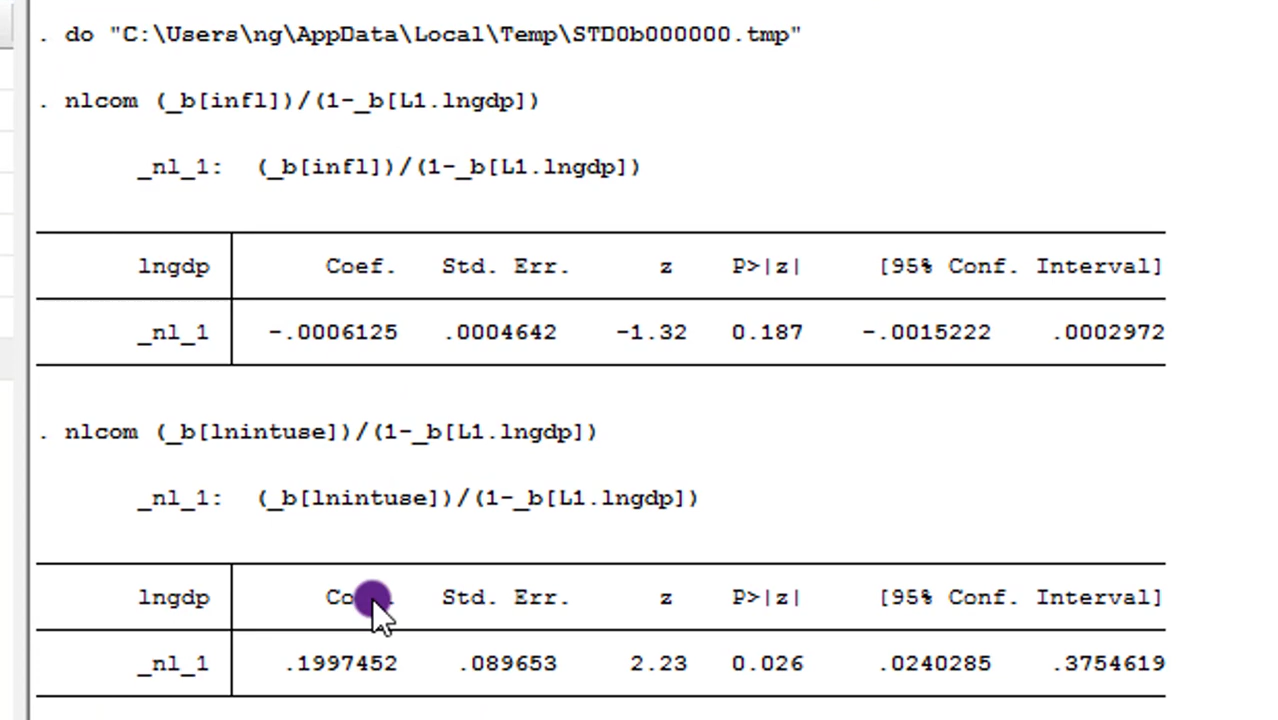 . do "C:\Users\ng\AppData\Local\Temp\STD0b000000.tmp"
. nlcom (_b[infl])/(1-_b[L1.lngdp])
_nl_1: (_b[infl])/(1-_b[L1.lngdp])
lngdp Coef. Std. Err. z P>|z| [95% Conf. Interval]
_nl_1 -.0006125 .0004642 -1.32 0.187 -.0015222 .0002972
. nlcom (_b[lnintuse])/(1-_b[L1.lngdp])
_nl_1: (_b[lnintuse])/(1-_b[L1.lngdp])
lngdp Std. Err. z P>|z| [95% Conf. Interval]
_nl_1 .1997452 .089653 2.23 0.026 .0240285 .3754619